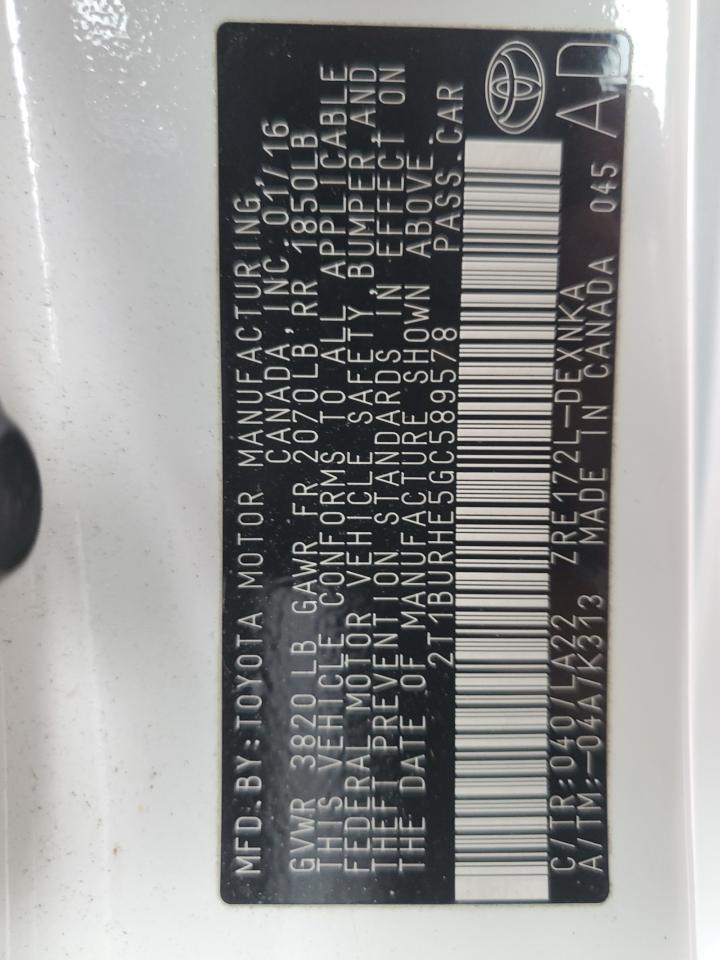 MFD.BY:TOYOTA MOTOR MANUFACTURING
CANADA, INC. 01/16
GVWR 3820 LB GAWR FR 2070LB, RR 1850LB
THIS VEHICLE CONFORMS TO ALL APPLICABLE
FEDERAL MOTOR VEHICLE SAFETY, BUMPER, AND
THEFT PREVENTION STANDARDS IN EFFECT ON
THE DATE OF MANUFACTURE SHOWN ABOVE.
2T1BURHE5GC589578 PASS.CAR
C/TR:040/LA22 ZRE172L-DEXNKA
A/TM:-04A/K313 MADE IN CANADA 045 AD